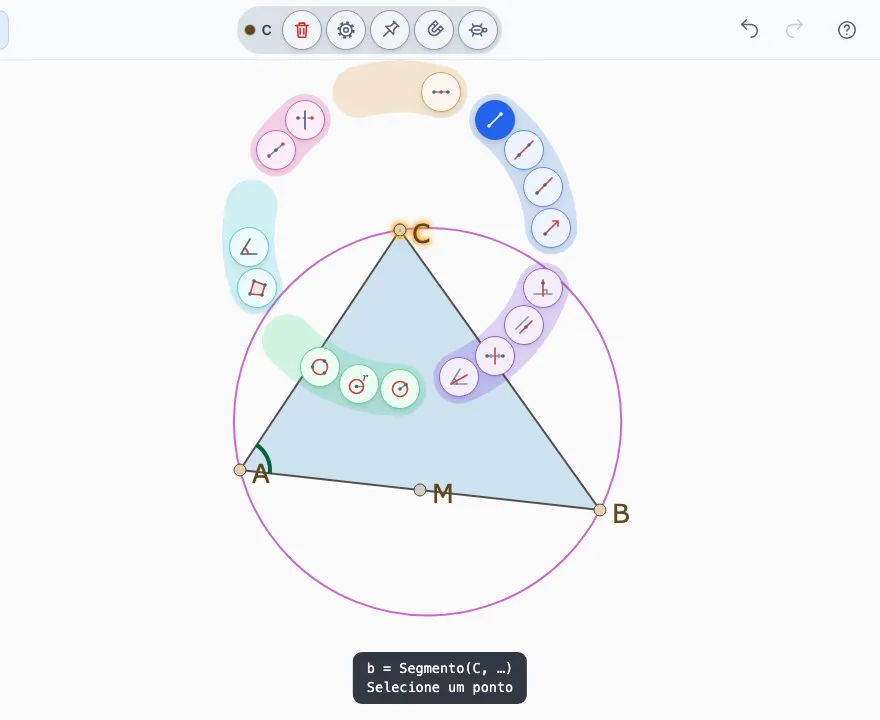 C
C
r
A
M
B
b = Segmento(C, …)
Selecione um ponto